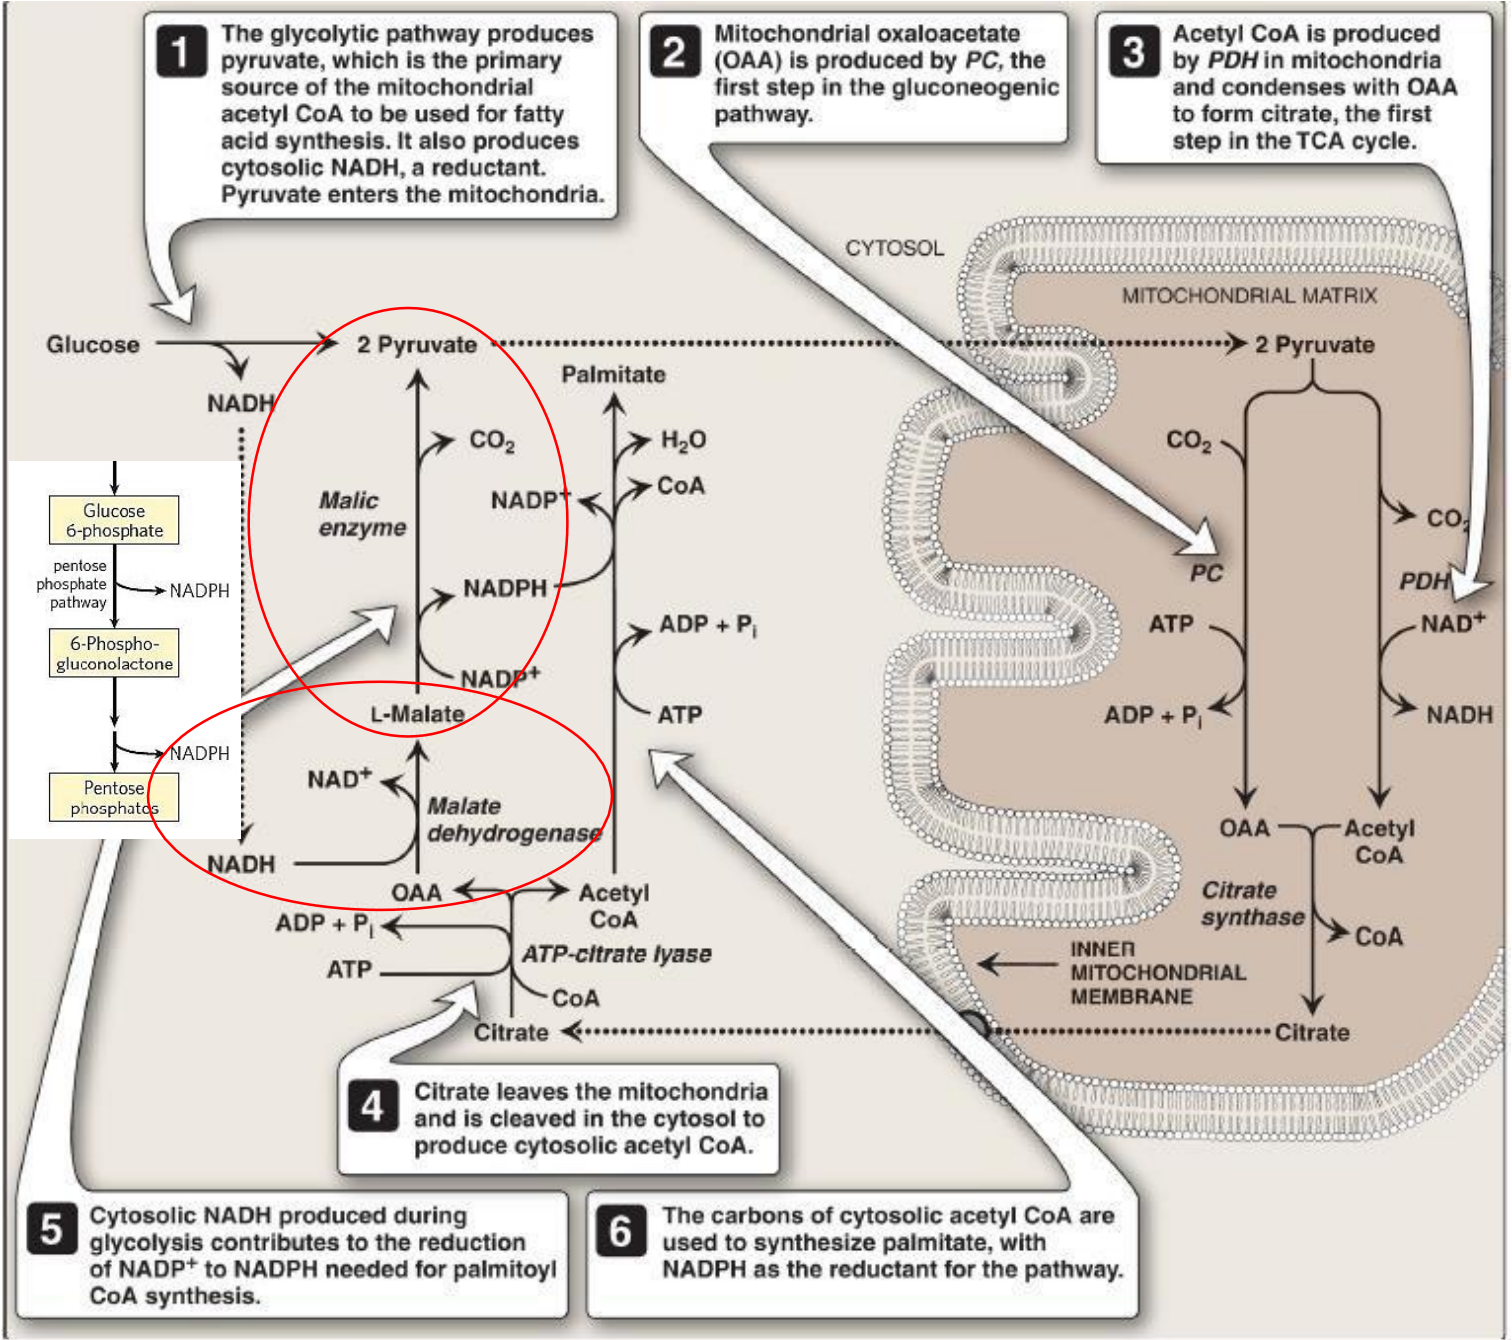 1
The glycolytic pathway produces
pyruvate, which is the primary
source of the mitochondrial
acetyl CoA to be used for fatty
acid synthesis. It also produces
cytosolic NADH, a reductant.
Pyruvate enters the mitochondria.
2
Mitochondrial oxaloacetate
(OAA) is produced by PC, the
first step in the gluconeogenic
pathway.
3
Acetyl CoA is produced
by PDH in mitochondria
and condenses with OAA
to form citrate, the first
step in the TCA cycle.
CYTOSOL
MITOCHONDRIAL MATRIX
Glucose
2 Pyruvate
2 Pyruvate
NADH
Palmitate
CO₂
H₂O
CO₂
NADP⁺
CoA
Malic
enzyme
CO₂
Glucose
6-phosphate
pentose
phosphate
pathway
NADPH
6-Phospho-
gluconolactone
NADPH
Pentose
phosphates
NADPH
PC
PDH
ADP + Pᵢ
ATP
NAD⁺
NADP⁺
L-Malate
ATP
ADP + Pᵢ
NADH
NAD⁺
Malate
dehydrogenase
NADH
OAA
Acetyl
CoA
OAA
Acetyl
CoA
ADP + Pᵢ
ATP-citrate lyase
Citrate
synthase
ATP
CoA
CoA
INNER
MITOCHONDRIAL
MEMBRANE
Citrate
Citrate
4
Citrate leaves the mitochondria
and is cleaved in the cytosol to
produce cytosolic acetyl CoA.
5
Cytosolic NADH produced during
glycolysis contributes to the reduction
of NADP⁺ to NADPH needed for palmitoyl
CoA synthesis.
6
The carbons of cytosolic acetyl CoA are
used to synthesize palmitate, with
NADPH as the reductant for the pathway.